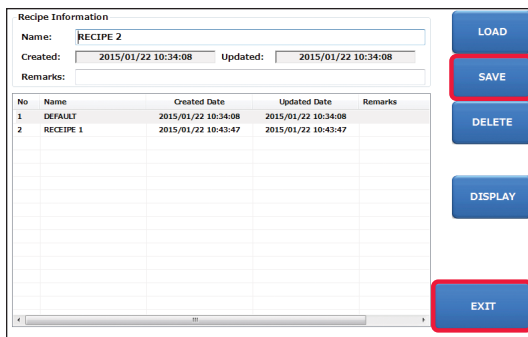 Recipe Information
Name: RECIPE 2
Created: 2015/01/22 10:34:08 Updated: 2015/01/22 10:34:08
Remarks:
No Name Created Date Updated Date Remarks
1 DEFAULT 2015/01/22 10:34:08 2015/01/22 10:34:08
2 RECEIPE 1 2015/01/22 10:43:47 2015/01/22 10:43:47
LOAD
SAVE
DELETE
DISPLAY
EXIT